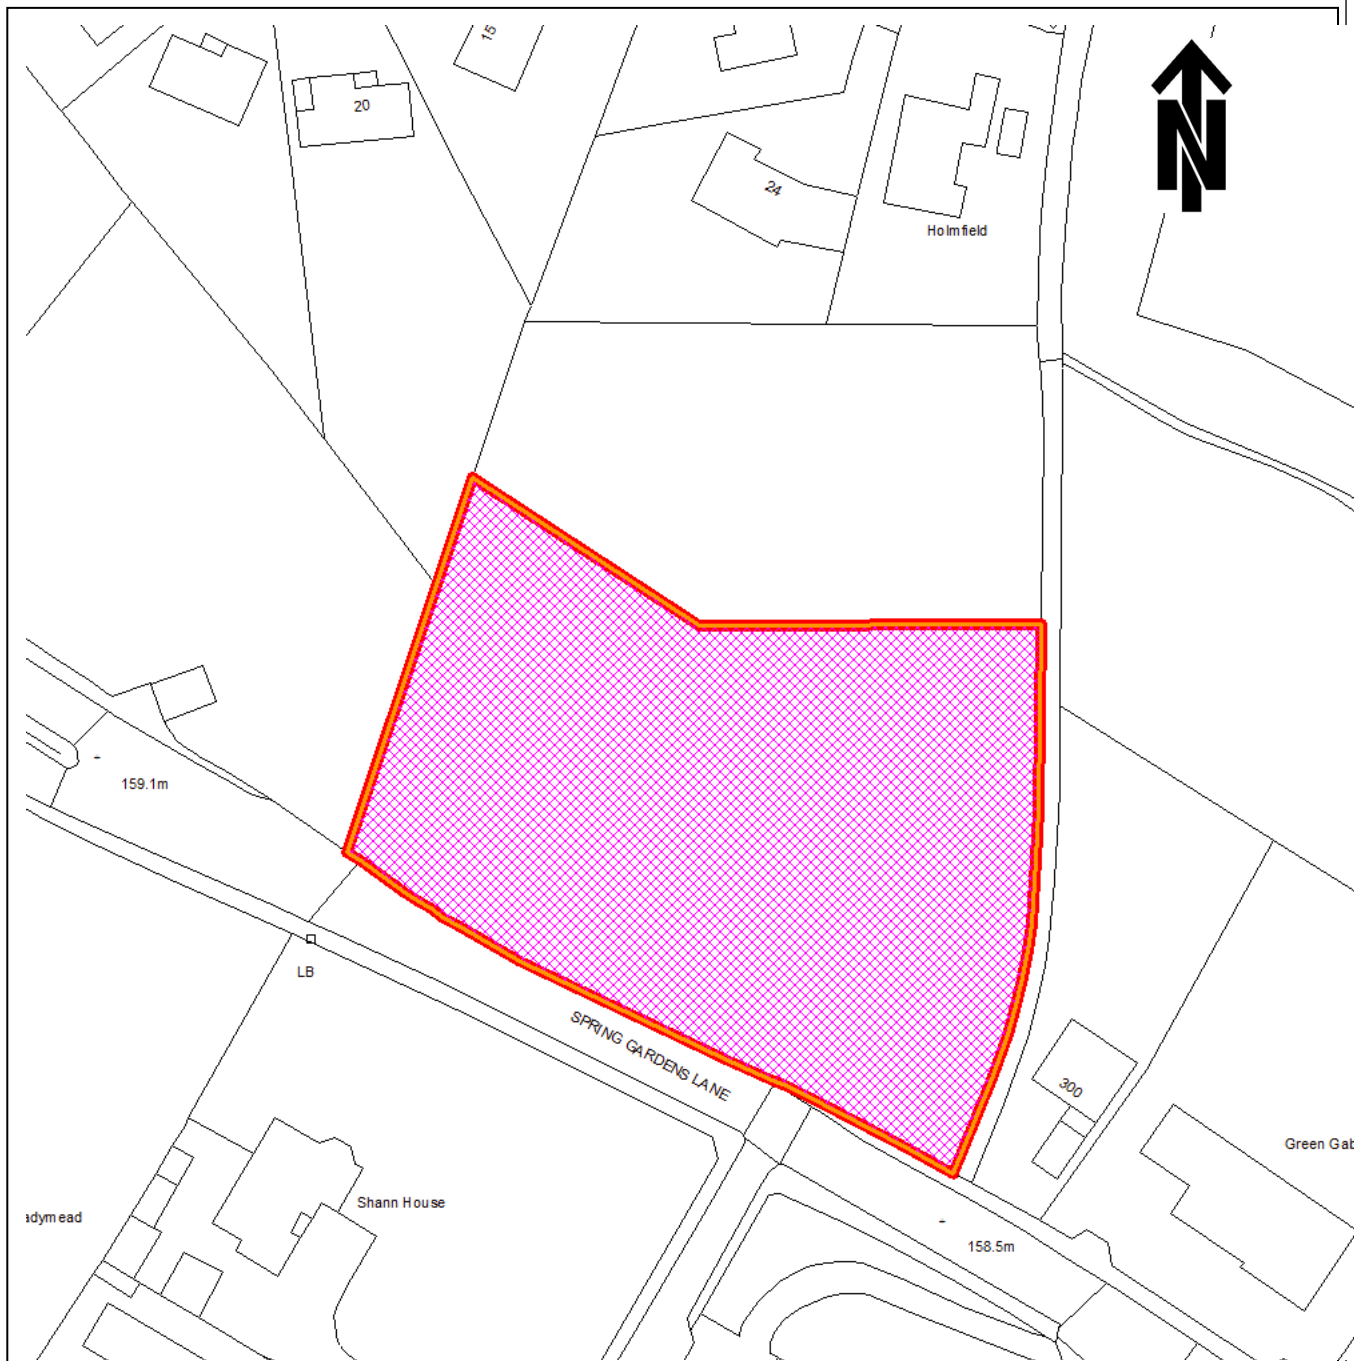 15
20
24
N
Holmfield
159.1m
LB
SPRING GARDENS LANE
300
Green Gab
Shann House
adymead
158.5m